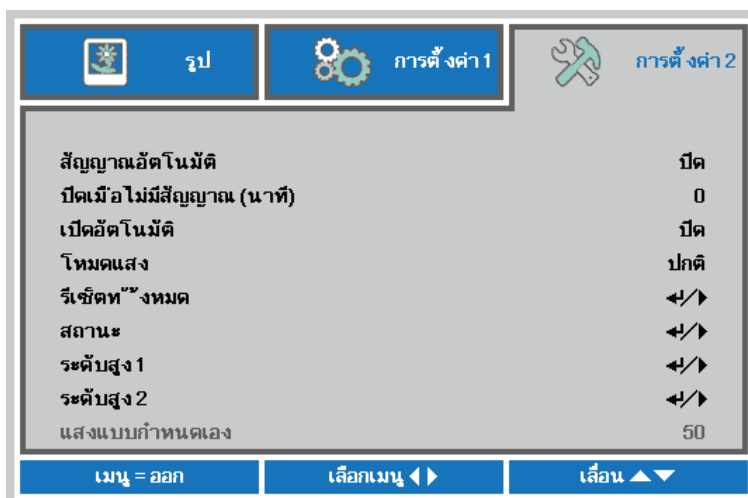 รูป
การตั้งค่า 1
การตั้งค่า 2
สัญญาณอัตโนมัติ ปิด
ปิดเมื่อไม่มีสัญญาณ (นาที) 0
เปิดอัตโนมัติ ปิด
โหมดแสง ปกติ
รีเซ็ตทั้งหมด ↵/▶
สถานะ ↵/▶
ระดับสูง 1 ↵/▶
ระดับสูง 2 ↵/▶
แสงแบบกำหนดเอง 50
เมนู = ออก
เลือกเมนู ◀▶
เลื่อน ▲▼